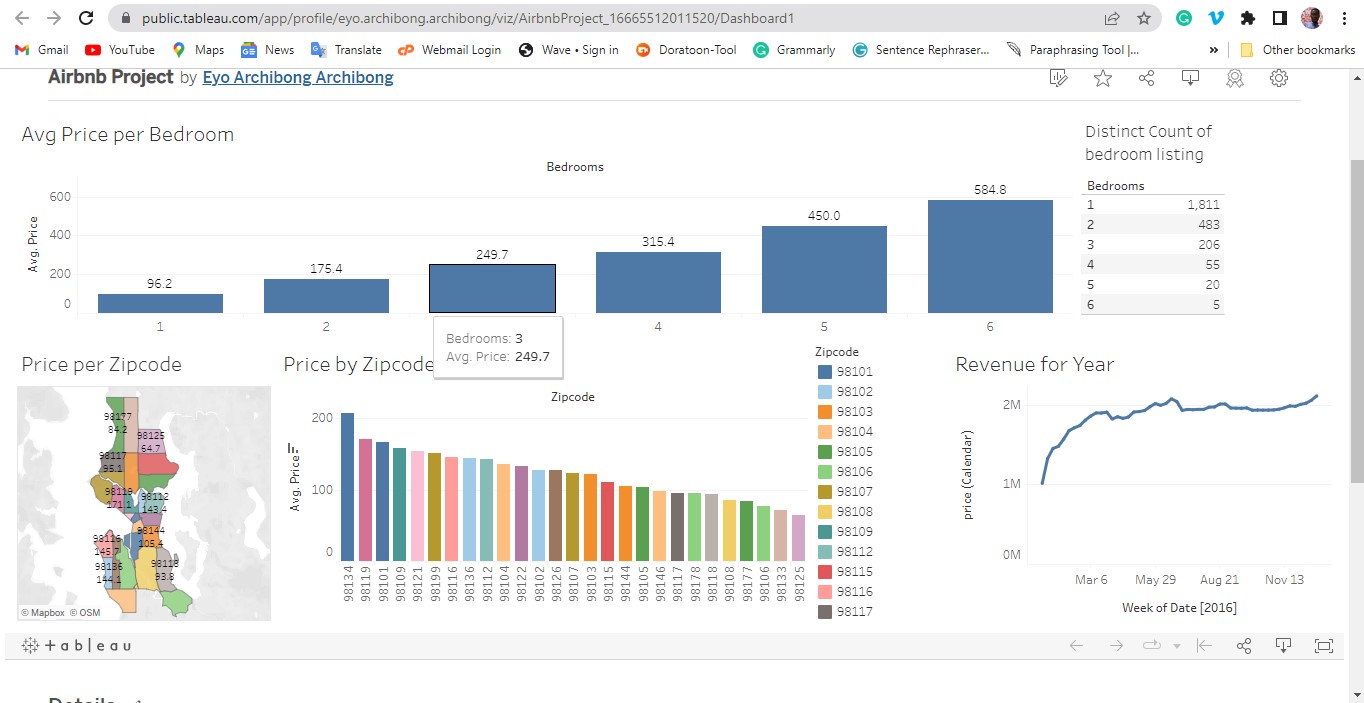 public.tableau.com/app/profile/eyo.archibong.archibong/viz/AirbnbProject_16665512011520/Dashboard1
Gmail YouTube Maps News Translate Webmail Login Wave • Sign in Doratoon-Tool Grammarly Sentence Rephraser... Paraphrasing Tool |... » Other bookmarks
Airbnb Project by Eyo Archibong Archibong
Avg Price per Bedroom
Bedrooms
Avg. Price
600
400
200
0
96.2
175.4
249.7
315.4
450.0
584.8
1 2 4 5 6
Bedrooms: 3
Avg. Price: 249.7
Distinct Count of
bedroom listing
Bedrooms
1 1,811
2 483
3 206
4 55
5 20
6 5
Price per Zipcode
98177
84.2
98125
64.7
98117
95.1
98119
171.1
98112
143.4
98144
105.4
98116
145.7
98136
144.1
98118
93.8
© Mapbox © OSM
Price by Zipcode
Zipcode
Avg. Price
200
100
0
98134 98119 98101 98109 98121 98199 98116 98136 98112 98104 98122 98102 98126 98107 98103 98115 98144 98105 98146 98117 98178 98118 98108 98177 98106 98133 98125
Zipcode
98101
98102
98103
98104
98105
98106
98107
98108
98109
98112
98115
98116
98117
Revenue for Year
price (Calendar)
2M
1M
0M
Mar 6 May 29 Aug 21 Nov 13
Week of Date [2016]
+ a b l e a u
Details